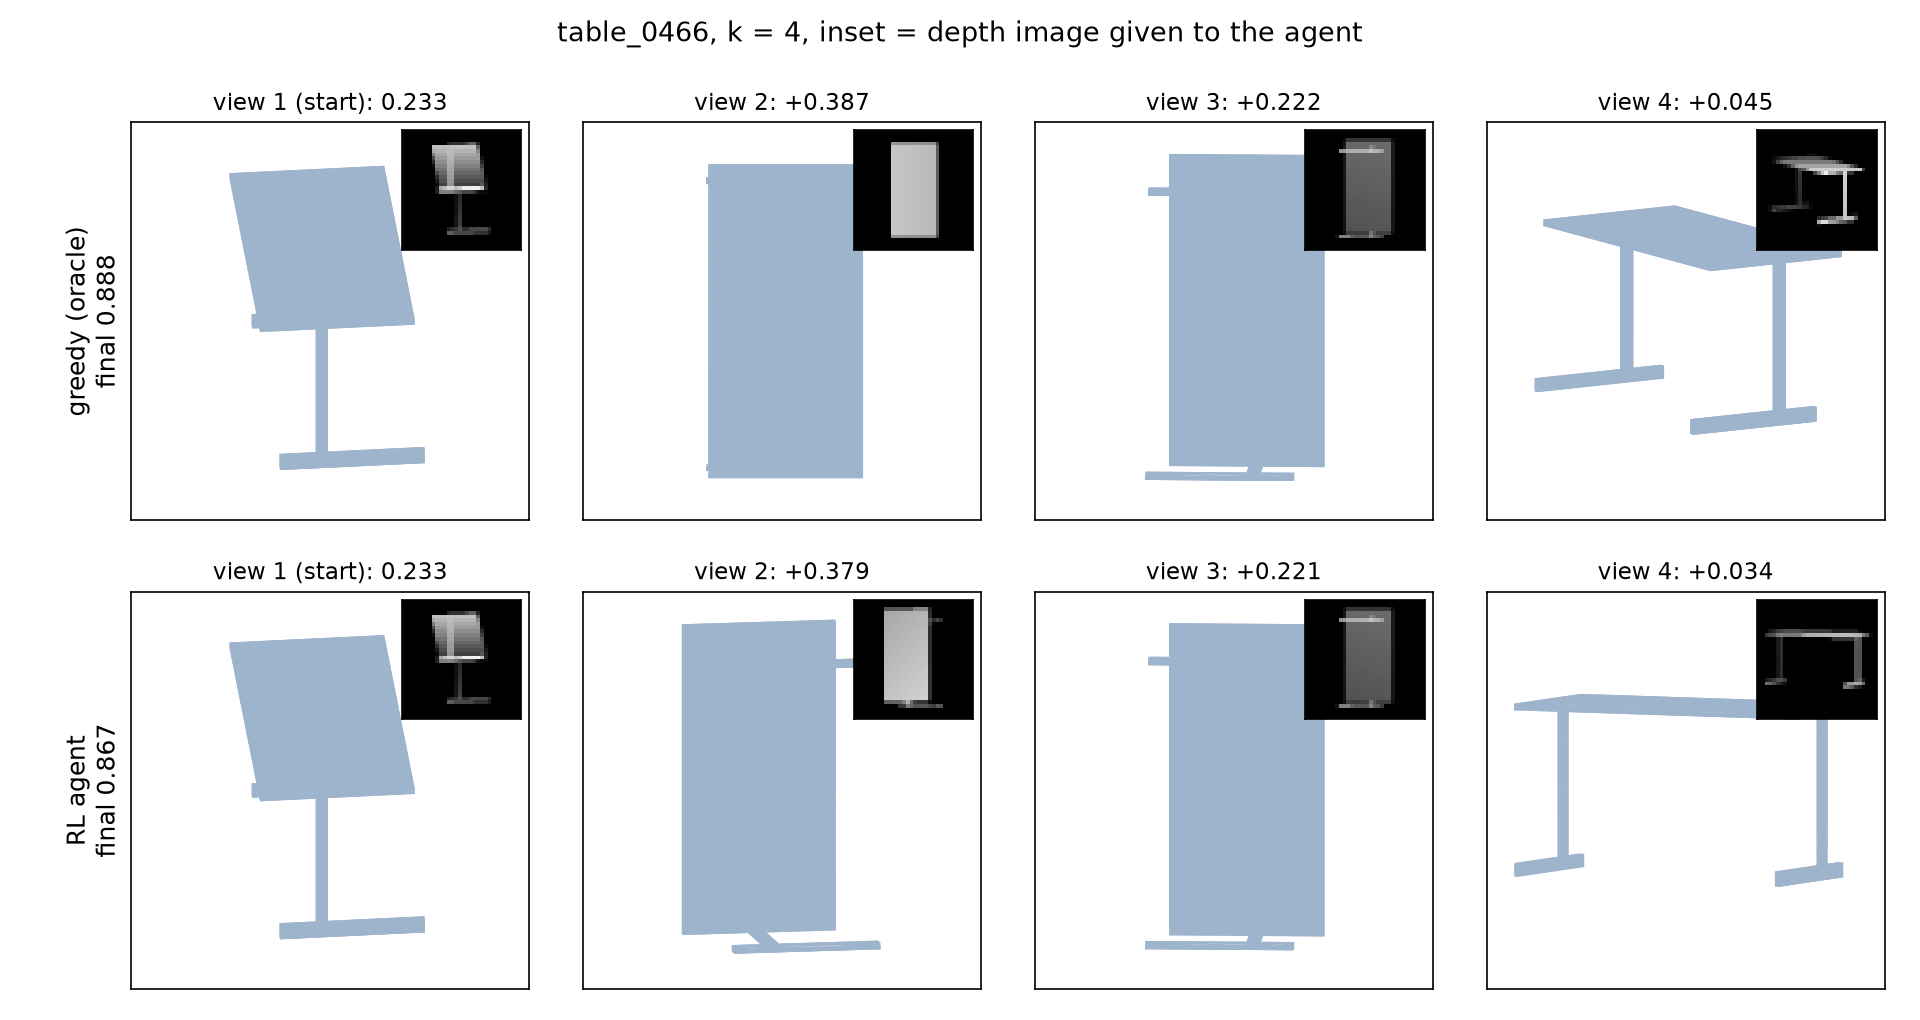 table_0466, k = 4, inset = depth image given to the agent
greedy (oracle)
final 0.888
view 1 (start): 0.233
view 2: +0.387
view 3: +0.222
view 4: +0.045
RL agent
final 0.867
view 1 (start): 0.233
view 2: +0.379
view 3: +0.221
view 4: +0.034